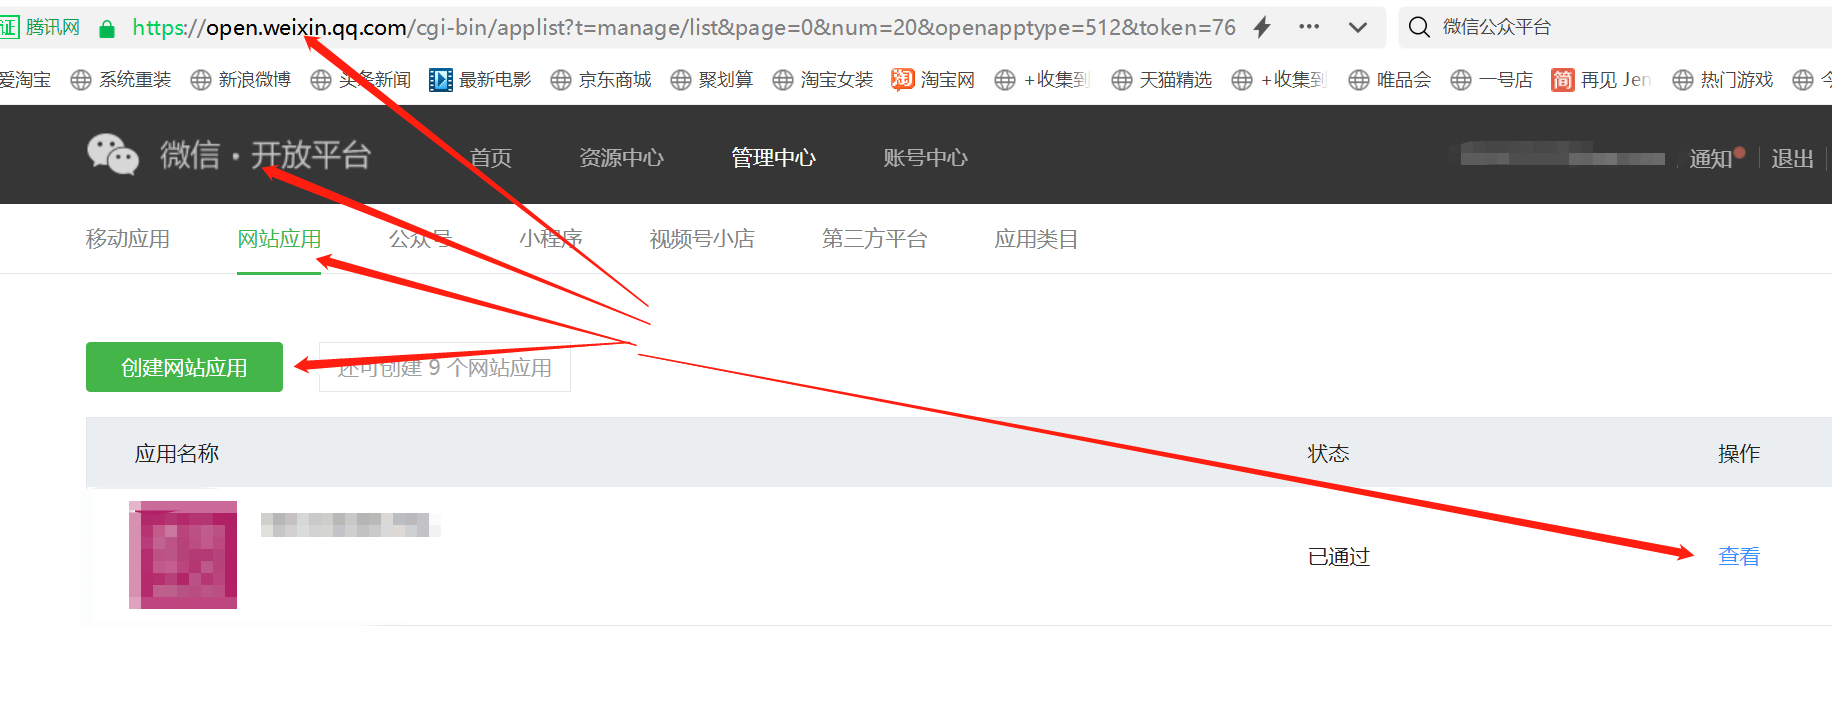 证 腾讯网 https://open.weixin.qq.com/cgi-bin/applist?t=manage/list&page=0&num=20&openapptype=512&token=76 微信公众平台
爱淘宝 系统重装 新浪微博 头条新闻 最新电影 京东商城 聚划算 淘宝女装 淘 淘宝网 +收集到 天猫精选 +收集到 唯品会 一号店 简 再见 Jen 热门游戏
微信·开放平台 首页 资源中心 管理中心 账号中心 通知 退出
移动应用 网站应用 公众号 小程序 视频号小店 第三方平台 应用类目
创建网站应用 还可创建 9 个网站应用
应用名称 状态 操作
已通过 查看